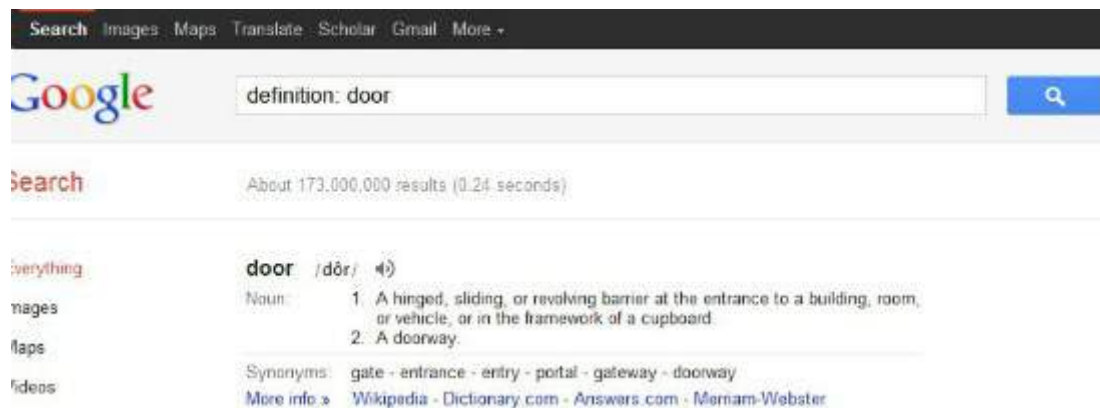 Search Images Maps Translate Scholar Gmail More
Google
definition: door
Search
About 173,000,000 results (0.24 seconds)
Everything
door /dôr/
Noun: 1. A hinged, sliding, or revolving barrier at the entrance to a building, room,
Images
or vehicle, or in the framework of a cupboard.
2. A doorway.
Maps
Synonyms: gate - entrance - entry - portal - gateway - doorway
Videos
More info » Wikipedia - Dictionary.com - Answers.com - Merriam-Webster